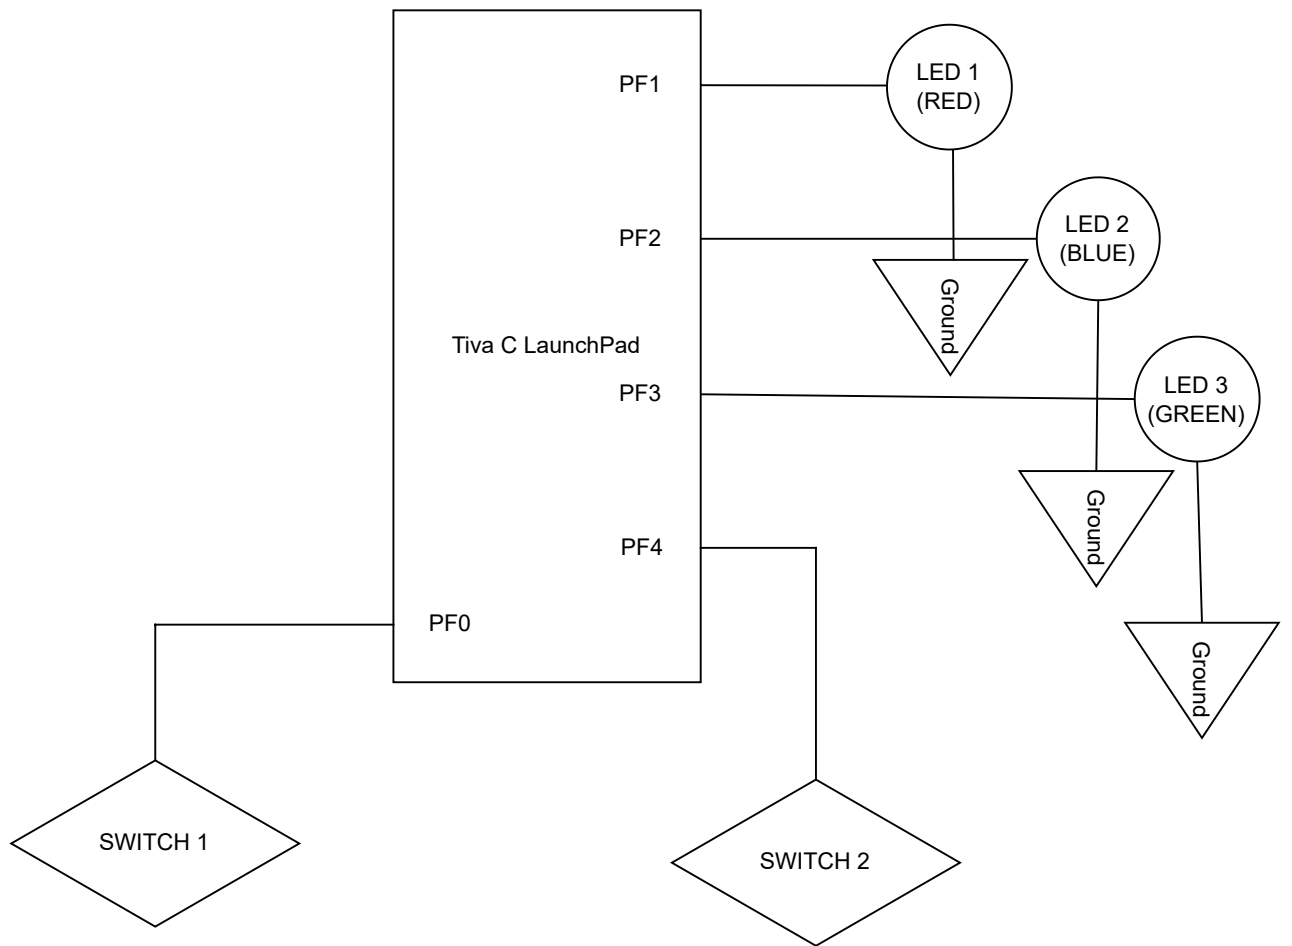 PF1
LED 1
(RED)
PF2
LED 2
(BLUE)
Ground
Tiva C LaunchPad
PF3
LED 3
(GREEN)
Ground
PF4
PF0
Ground
SWITCH 1
SWITCH 2